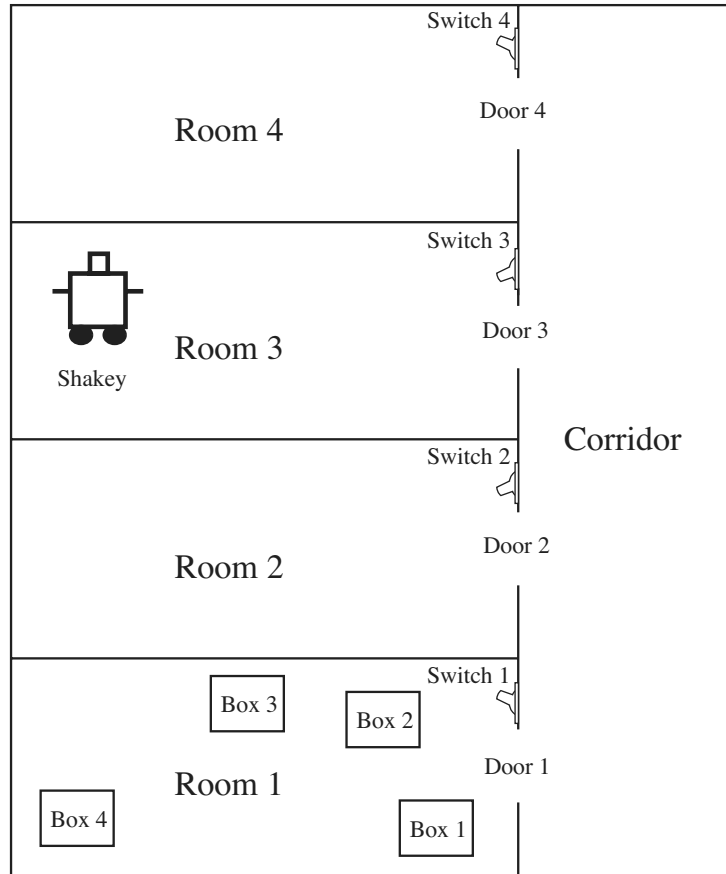 Switch 4
Door 4
Room 4
Switch 3
Door 3
Room 3
Shakey
Corridor
Switch 2
Door 2
Room 2
Switch 1
Box 3
Box 2
Door 1
Room 1
Box 4
Box 1